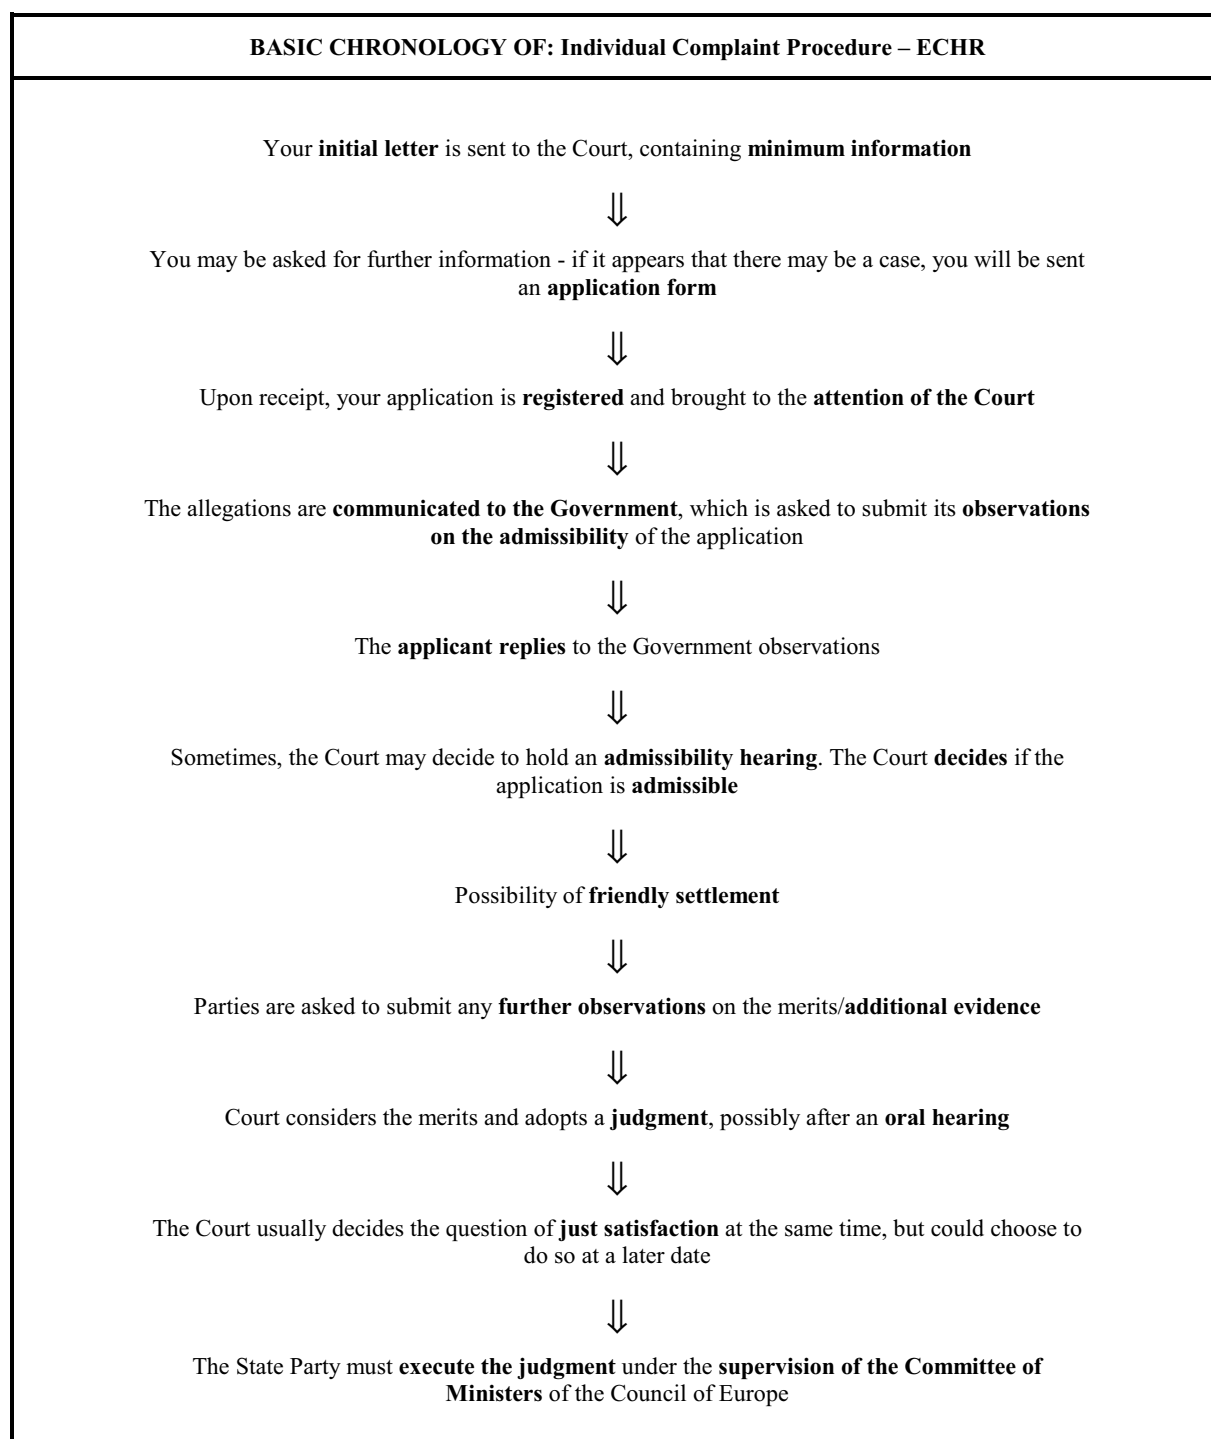 BASIC CHRONOLOGY OF: Individual Complaint Procedure – ECHR
Your initial letter is sent to the Court, containing minimum information
⇓
You may be asked for further information - if it appears that there may be a case, you will be sent
an application form
⇓
Upon receipt, your application is registered and brought to the attention of the Court
⇓
The allegations are communicated to the Government, which is asked to submit its observations
on the admissibility of the application
⇓
The applicant replies to the Government observations
⇓
Sometimes, the Court may decide to hold an admissibility hearing. The Court decides if the
application is admissible
⇓
Possibility of friendly settlement
⇓
Parties are asked to submit any further observations on the merits/additional evidence
⇓
Court considers the merits and adopts a judgment, possibly after an oral hearing
⇓
The Court usually decides the question of just satisfaction at the same time, but could choose to
do so at a later date
⇓
The State Party must execute the judgment under the supervision of the Committee of
Ministers of the Council of Europe